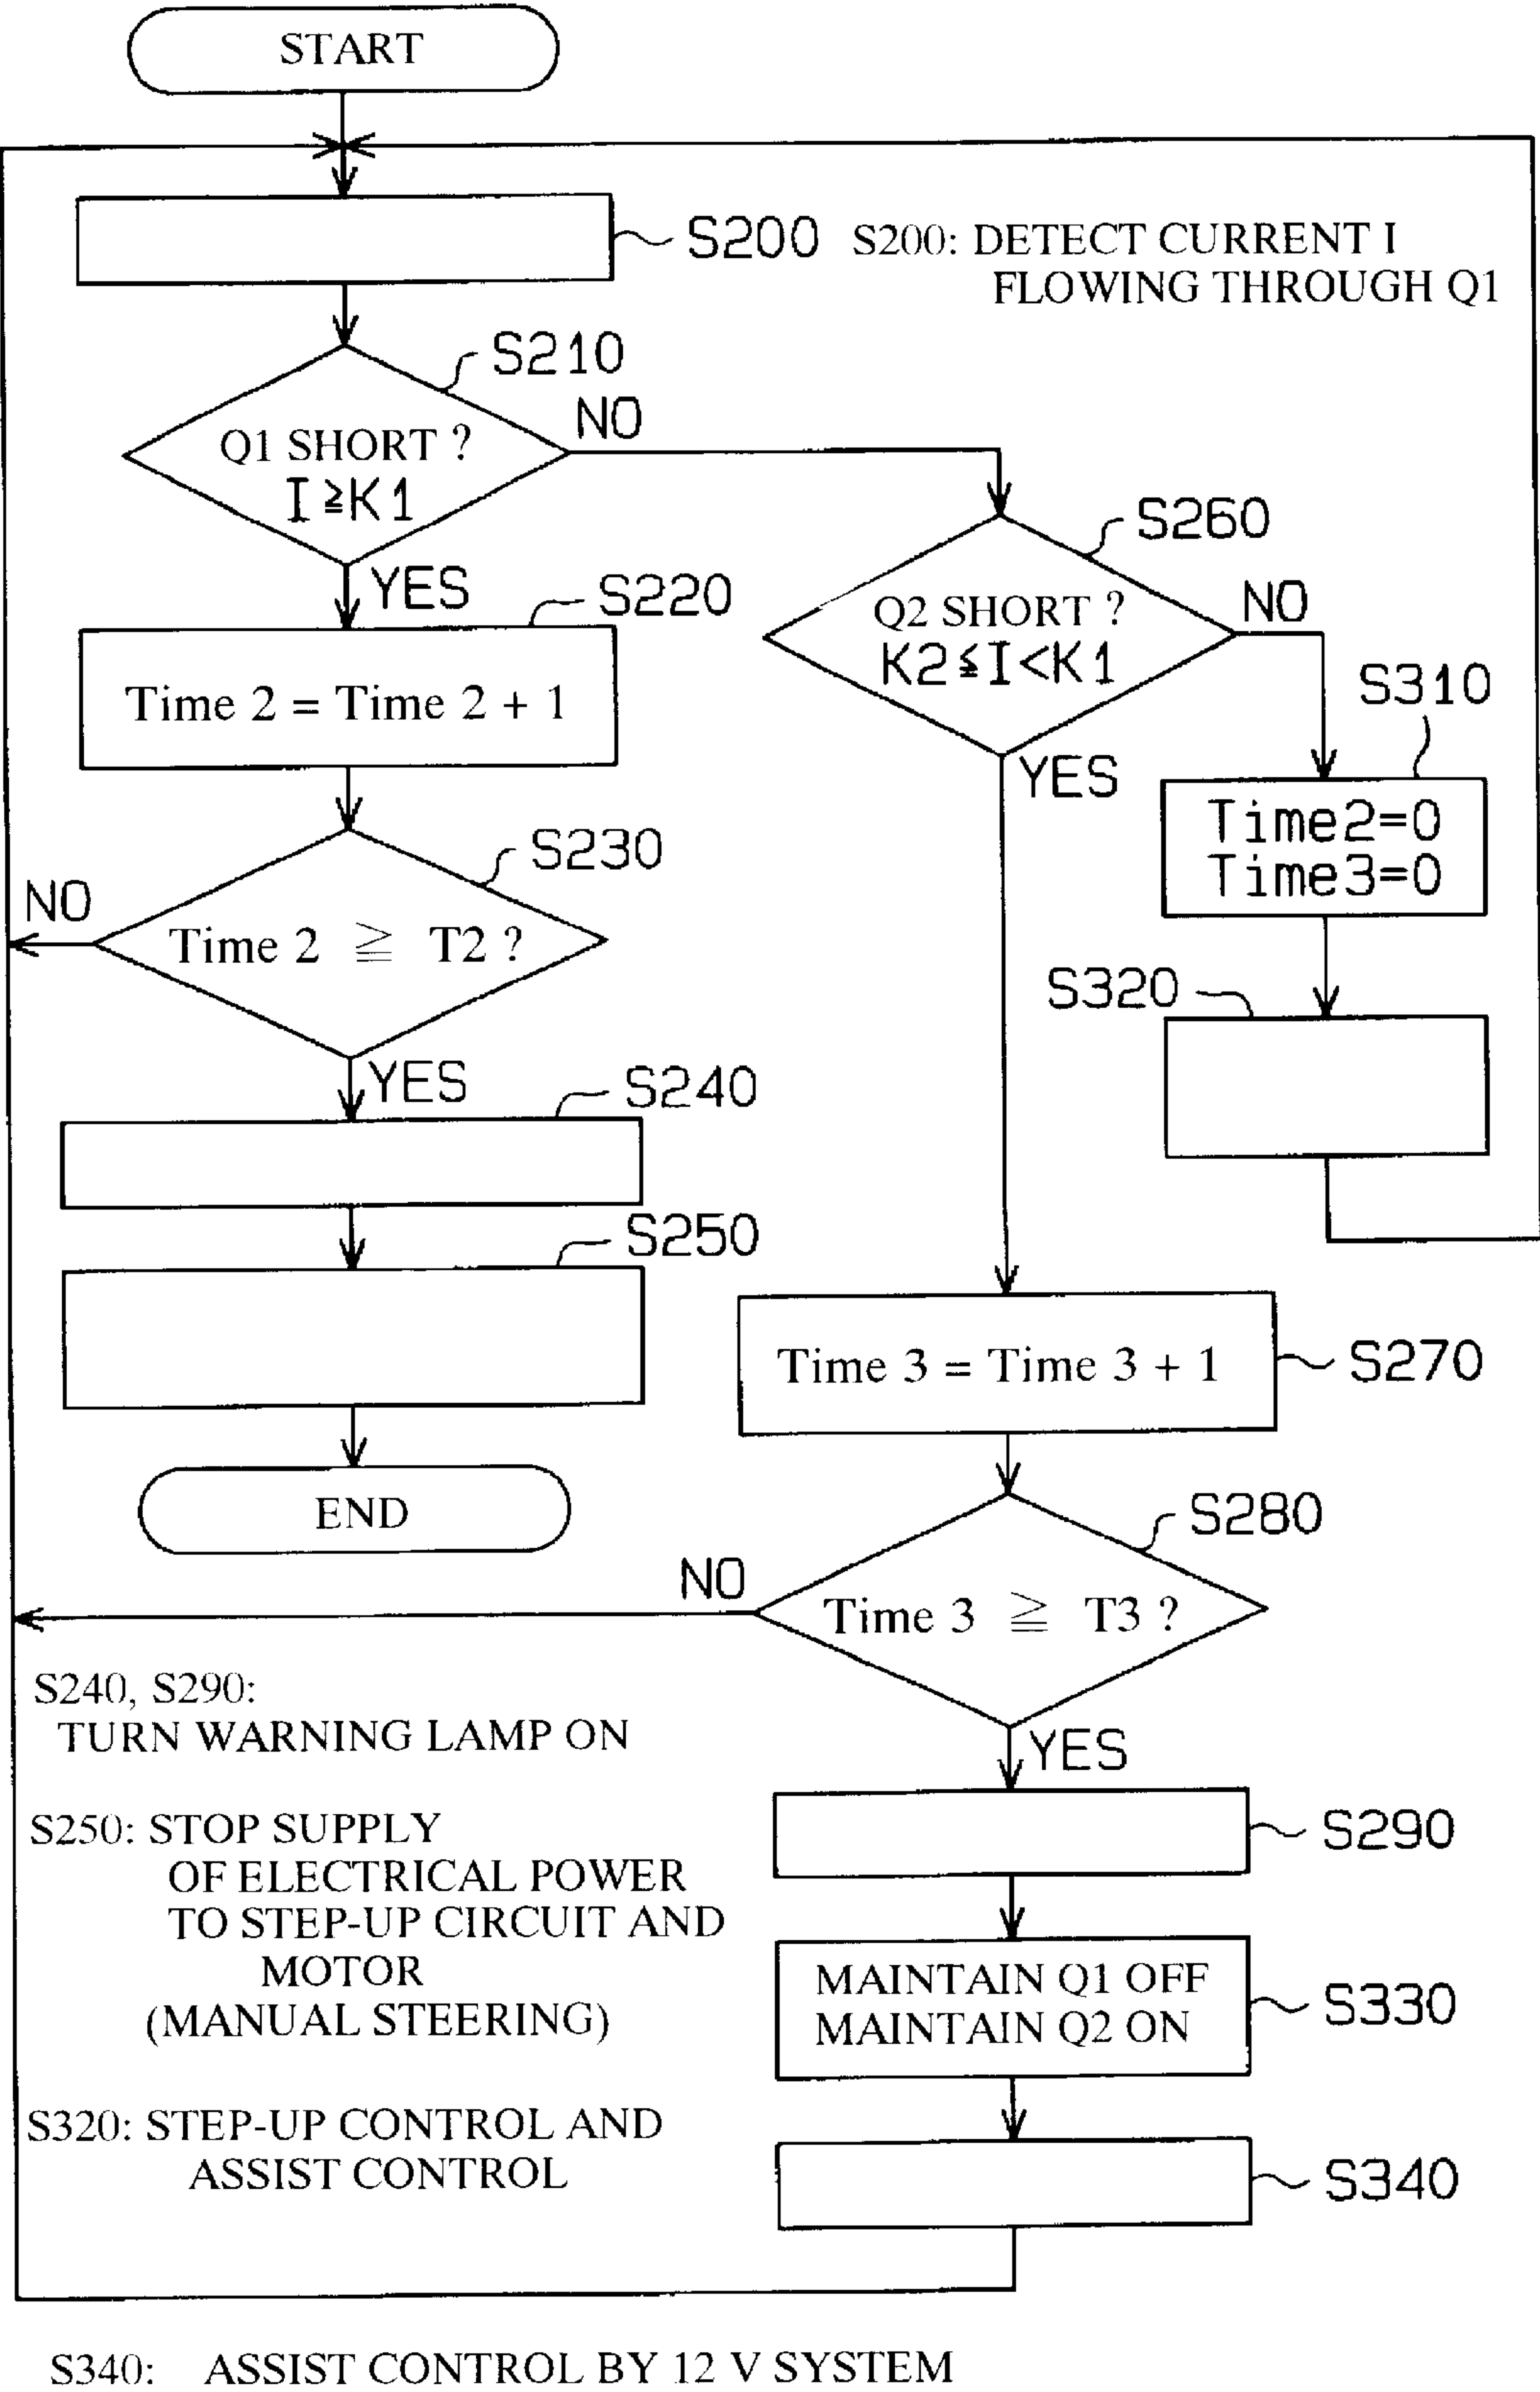 START
S200
S200: DETECT CURRENT I
FLOWING THROUGH Q1
S210
Q1 SHORT ?
I ≧ K1
NO
YES
S220
Time 2 = Time 2 + 1
S230
Time 2 ≧ T2 ?
NO
YES
S240
S250
END
S260
Q2 SHORT ?
K2 ≦ I < K1
NO
YES
S310
Time2=0
Time3=0
S320
Time 3 = Time 3 + 1
S270
S280
Time 3 ≧ T3 ?
NO
YES
S290
MAINTAIN Q1 OFF
MAINTAIN Q2 ON
S330
S340
S240, S290:
TURN WARNING LAMP ON
S250: STOP SUPPLY
OF ELECTRICAL POWER
TO STEP-UP CIRCUIT AND
MOTOR
(MANUAL STEERING)
S320: STEP-UP CONTROL AND
ASSIST CONTROL
S340: ASSIST CONTROL BY 12 V SYSTEM